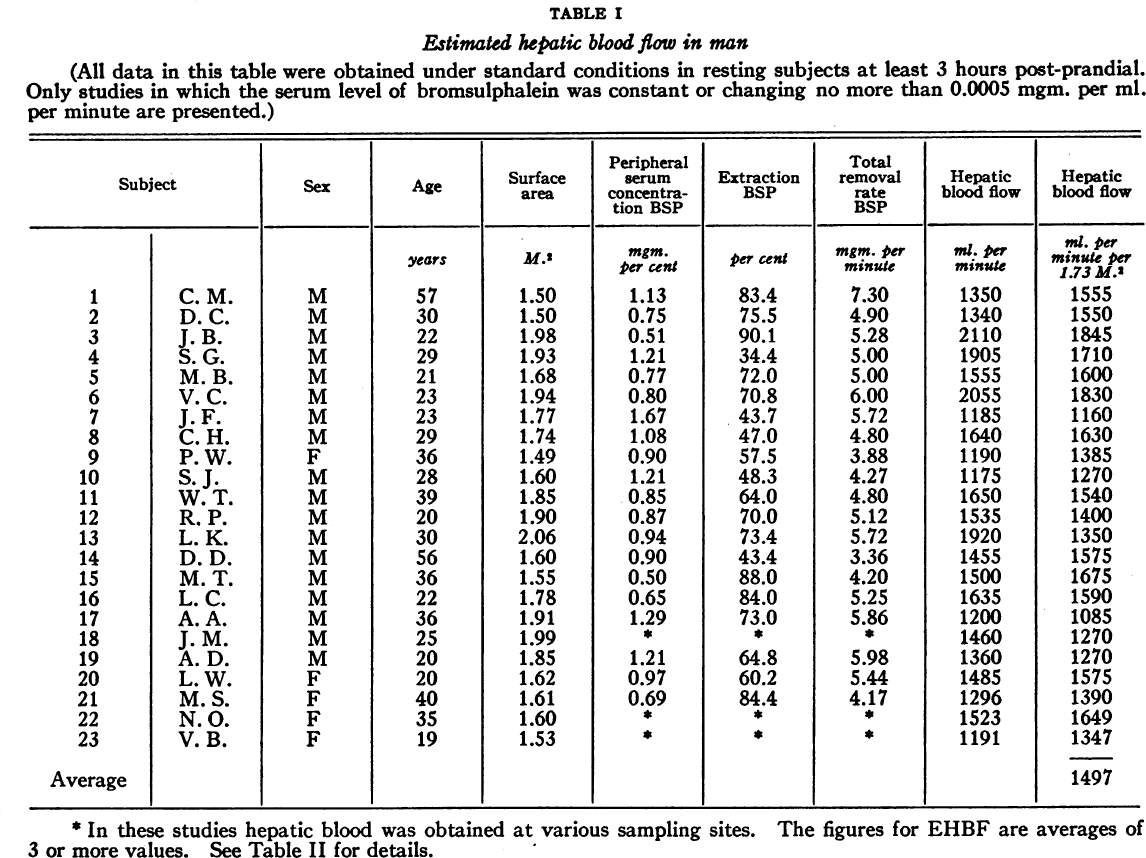 TABLE I
Estimated hepatic blood flow in man
(All data in this table were obtained under standard conditions in resting subjects at least 3 hours post-prandial.
Only studies in which the serum level of bromsulphalein was constant or changing no more than 0.0005 mgm. per ml.
per minute are presented.)
Subject Sex Age Surface area Peripheral serum concentra-tion BSP Extraction BSP Total removal rate BSP Hepatic blood flow Hepatic blood flow
years M.² mgm. per cent per cent mgm. per minute ml. per minute ml. per minute per 1.73 M.²
1 C. M. M 57 1.50 1.13 83.4 7.30 1350 1555
2 D. C. M 30 1.50 0.75 75.5 4.90 1340 1550
3 J. B. M 22 1.98 0.51 90.1 5.28 2110 1845
4 S. G. M 29 1.93 1.21 34.4 5.00 1905 1710
5 M. B. M 21 1.68 0.77 72.0 5.00 1555 1600
6 V. C. M 23 1.94 0.80 70.8 6.00 2055 1830
7 J. F. M 23 1.77 1.67 43.7 5.72 1185 1160
8 C. H. M 29 1.74 1.08 47.0 4.80 1640 1630
9 P. W. F 36 1.49 0.90 57.5 3.88 1190 1385
10 S. J. M 28 1.60 1.21 48.3 4.27 1175 1270
11 W. T. M 39 1.85 0.85 64.0 4.80 1650 1540
12 R. P. M 20 1.90 0.87 70.0 5.12 1535 1400
13 L. K. M 30 2.06 0.94 73.4 5.72 1920 1350
14 D. D. M 56 1.60 0.90 43.4 3.36 1455 1575
15 M. T. M 36 1.55 0.50 88.0 4.20 1500 1675
16 L. C. M 22 1.78 0.65 84.0 5.25 1635 1590
17 A. A. M 36 1.91 1.29 73.0 5.86 1200 1085
18 J. M. M 25 1.99 * * * 1460 1270
19 A. D. M 20 1.85 1.21 64.8 5.98 1360 1270
20 L. W. F 20 1.62 0.97 60.2 5.44 1485 1575
21 M. S. F 40 1.61 0.69 84.4 4.17 1296 1390
22 N. O. F 35 1.60 * * * 1523 1649
23 V. B. F 19 1.53 * * * 1191 1347
Average 1497
* In these studies hepatic blood was obtained at various sampling sites. The figures for EHBF are averages of
3 or more values. See Table II for details.